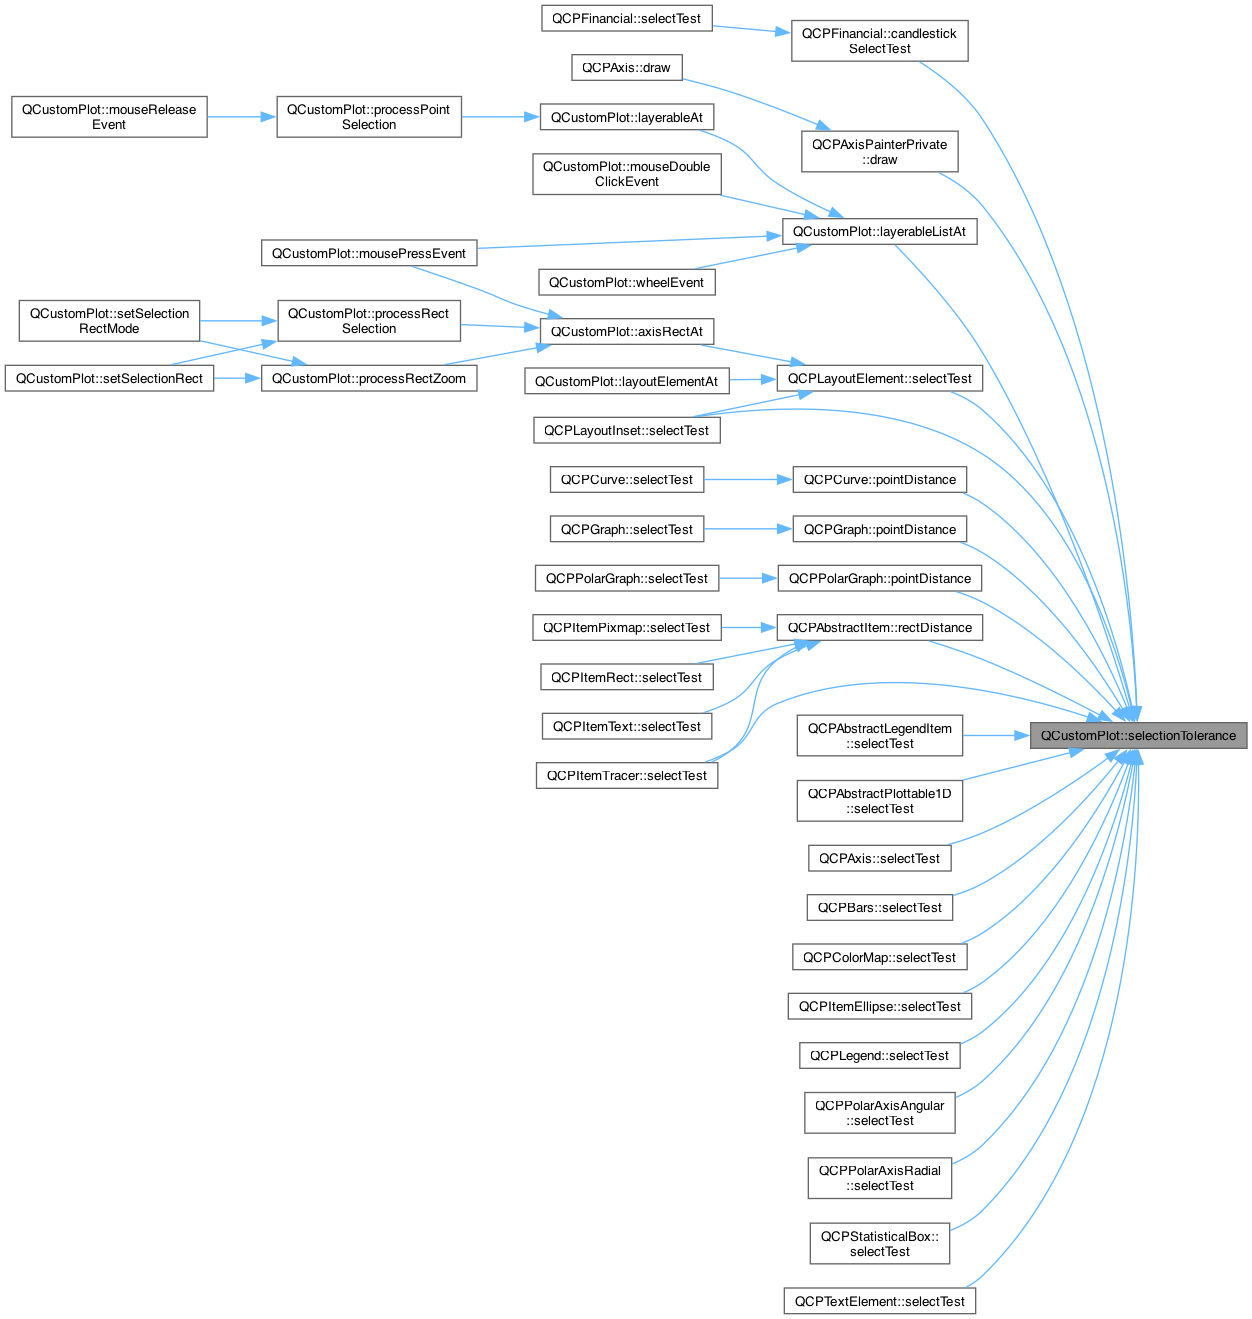 QCPFinancial::selectTest
QCPFinancial::candlestick
SelectTest
QCPAxis::draw
QCustomPlot::mouseRelease
Event
QCustomPlot::processPoint
Selection
QCustomPlot::layerableAt
QCPAxisPainterPrivate
::draw
QCustomPlot::mouseDouble
ClickEvent
QCustomPlot::layerableListAt
QCustomPlot::mousePressEvent
QCustomPlot::wheelEvent
QCustomPlot::setSelection
RectMode
QCustomPlot::processRect
Selection
QCustomPlot::axisRectAt
QCustomPlot::setSelectionRect
QCustomPlot::processRectZoom
QCustomPlot::layoutElementAt
QCPLayoutElement::selectTest
QCPLayoutInset::selectTest
QCPCurve::selectTest
QCPCurve::pointDistance
QCPGraph::selectTest
QCPGraph::pointDistance
QCPPolarGraph::selectTest
QCPPolarGraph::pointDistance
QCPItemPixmap::selectTest
QCPAbstractItem::rectDistance
QCPItemRect::selectTest
QCPItemText::selectTest
QCPAbstractLegendItem
::selectTest
QCustomPlot::selectionTolerance
QCPItemTracer::selectTest
QCPAbstractPlottable1D
::selectTest
QCPAxis::selectTest
QCPBars::selectTest
QCPColorMap::selectTest
QCPItemEllipse::selectTest
QCPLegend::selectTest
QCPPolarAxisAngular
::selectTest
QCPPolarAxisRadial
::selectTest
QCPStatisticalBox::
selectTest
QCPTextElement::selectTest